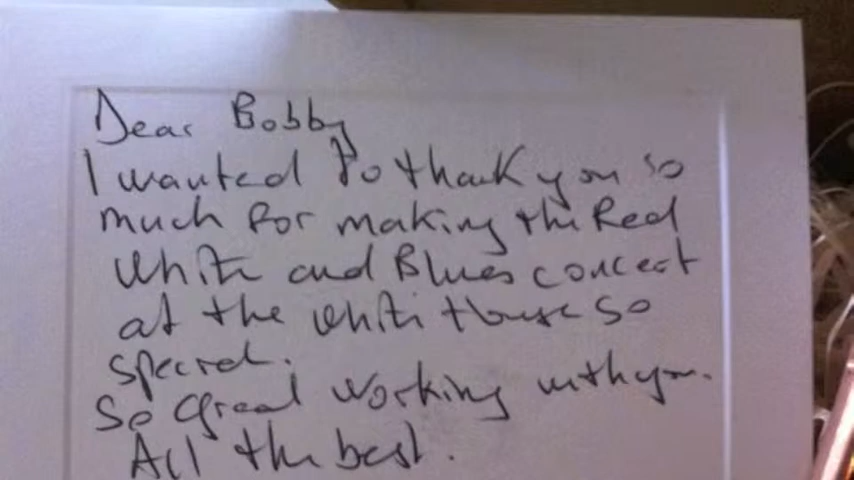 Dear Bobby
I wanted to thank you so
much for making the Red
White and Blues concert
at the White House so
special.
So great working with you.
All the best.